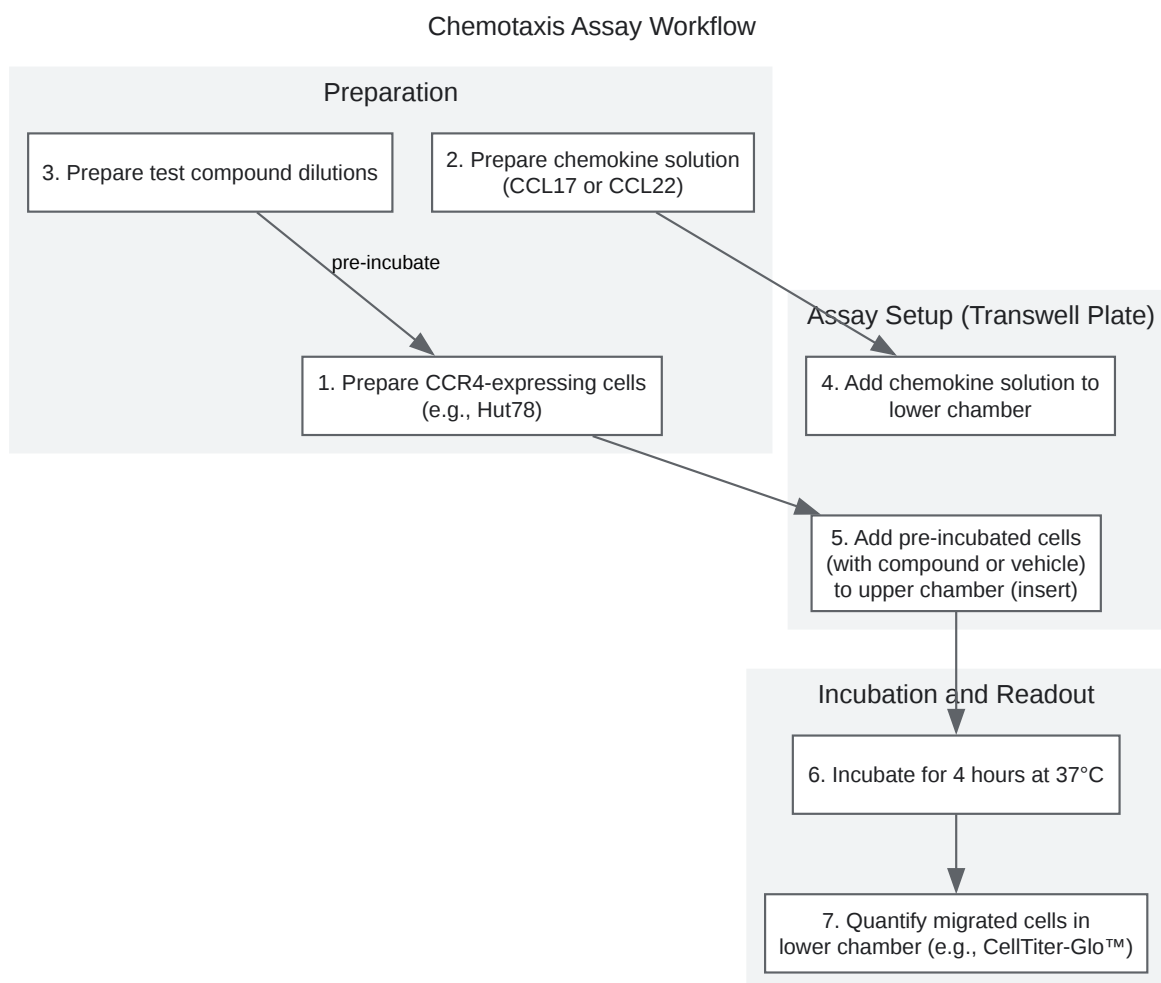 Chemotaxis Assay Workflow
Preparation
3. Prepare test compound dilutions
2. Prepare chemokine solution
(CCL17 or CCL22)
pre-incubate
1. Prepare CCR4-expressing cells
(e.g., Hut78)
Assay Setup (Transwell Plate)
4. Add chemokine solution to
lower chamber
5. Add pre-incubated cells
(with compound or vehicle)
to upper chamber (insert)
Incubation and Readout
6. Incubate for 4 hours at 37°C
7. Quantify migrated cells in
lower chamber (e.g., CellTiter-Glo™)